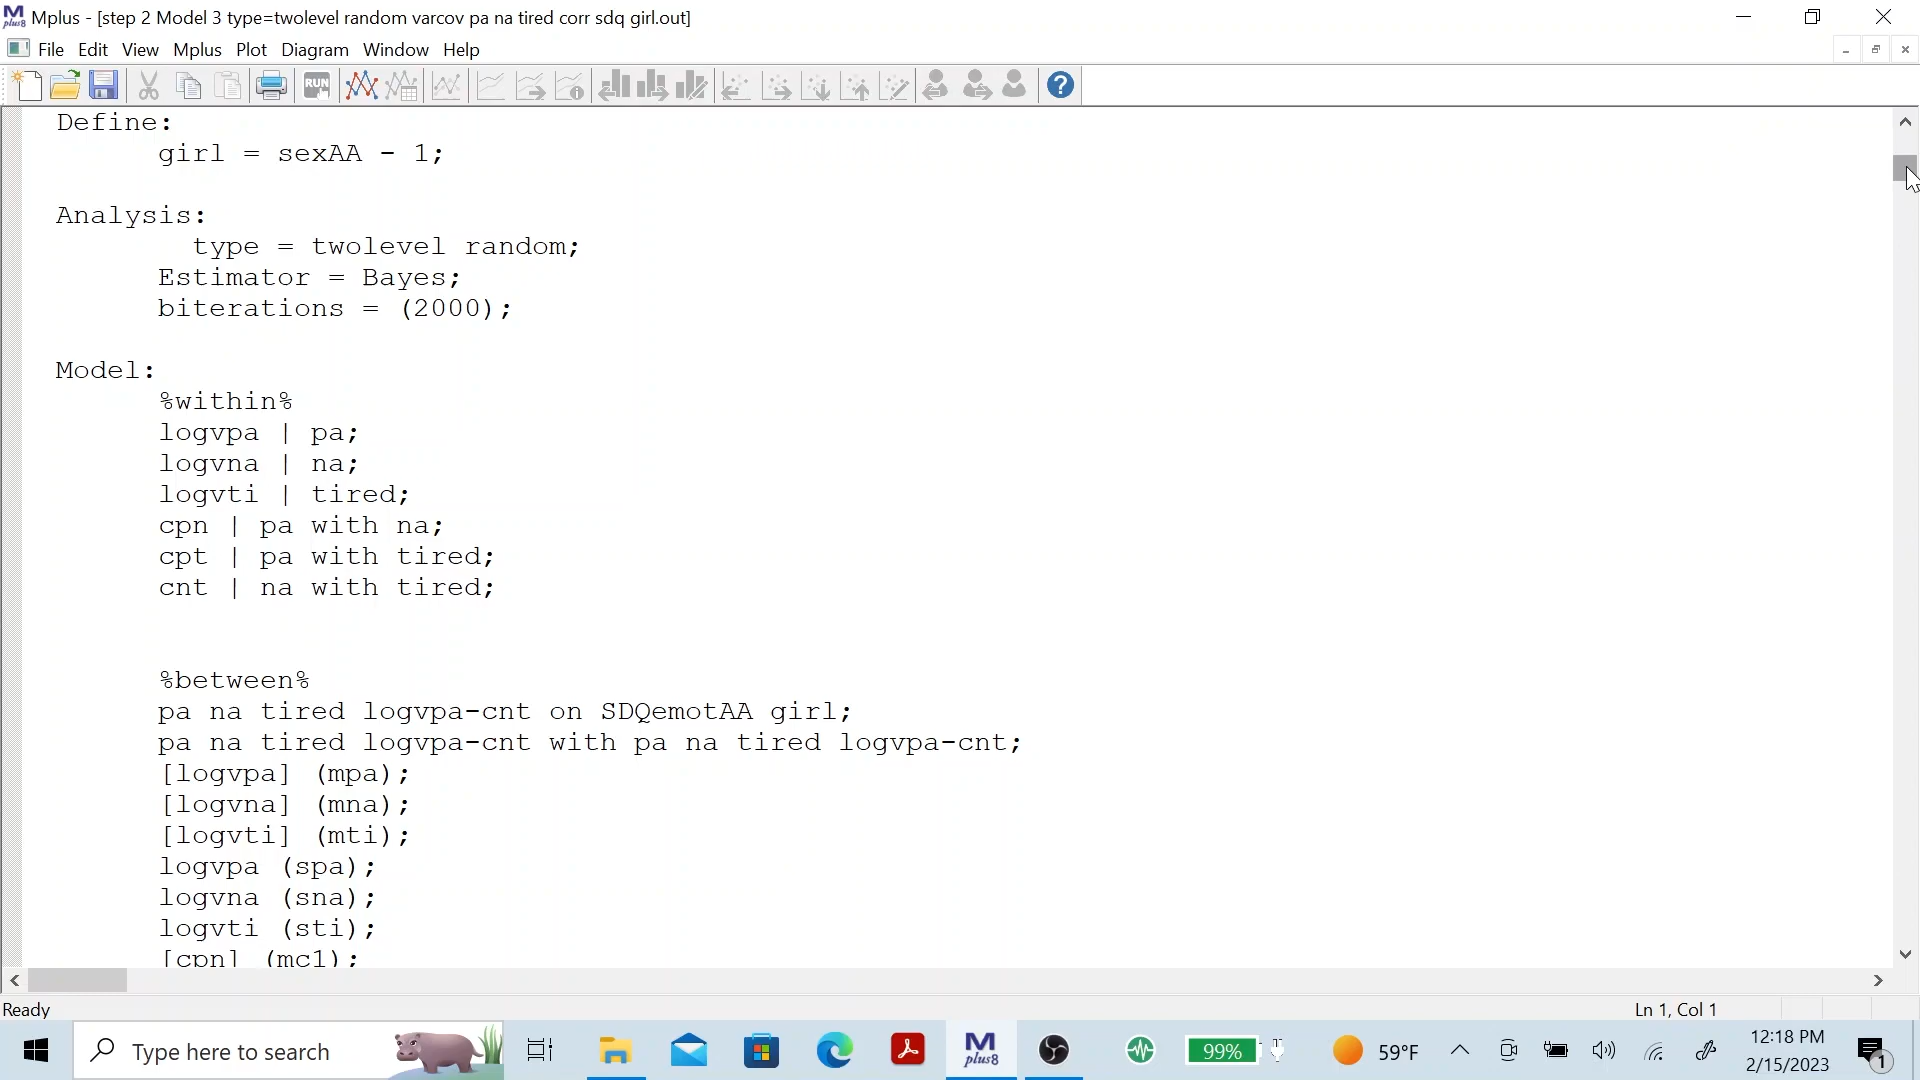 Mplus - [step 2 Model 3 type=twolevel random varcov pa na tired corr sdq girl.out]
File Edit View Mplus Plot Diagram Window Help
RUN
Define:
girl = sexAA - 1;
Analysis:
type = twolevel random;
Estimator = Bayes;
biterations = (2000);
Model:
%within%
logvpa | pa;
logvna | na;
logvti | tired;
cpn | pa with na;
cpt | pa with tired;
cnt | na with tired;
%between%
pa na tired logvpa-cnt on SDQemotAA girl;
pa na tired logvpa-cnt with pa na tired logvpa-cnt;
[logvpa] (mpa);
[logvna] (mna);
[logvti] (mti);
logvpa (spa);
logvna (sna);
logvti (sti);
[cpn] (mc1);
Ready
Ln 1, Col 1
Type here to search
M plus8
99%
59°F
12:18 PM
2/15/2023
1